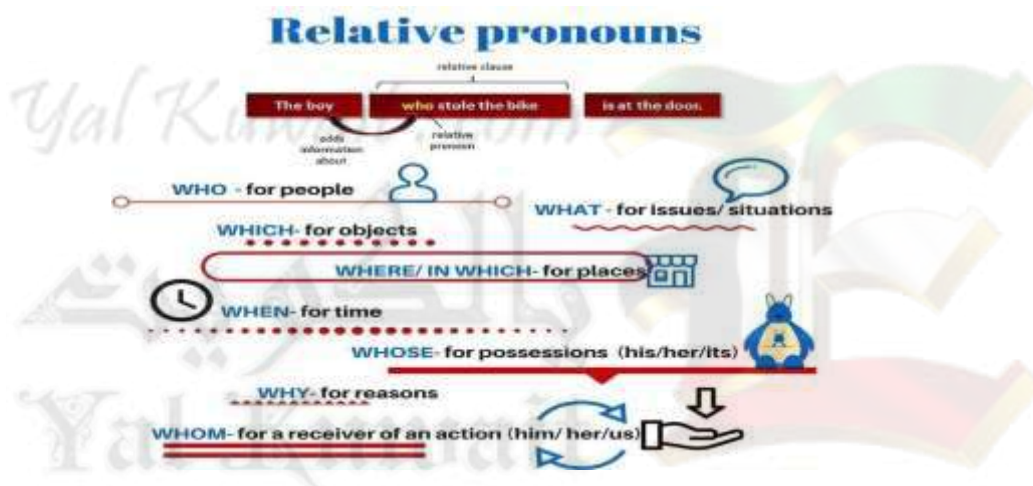 Relative pronouns
relative clause
The boy who stole the bike is at the door.
adds information about
relative pronoun
WHO - for people
WHAT - for issues/ situations
WHICH- for objects
WHERE/ IN WHICH- for places
WHEN- for time
WHOSE- for possessions (his/her/its)
WHY- for reasons
WHOM- for a receiver of an action (him/ her/us)
Yal Kuwait